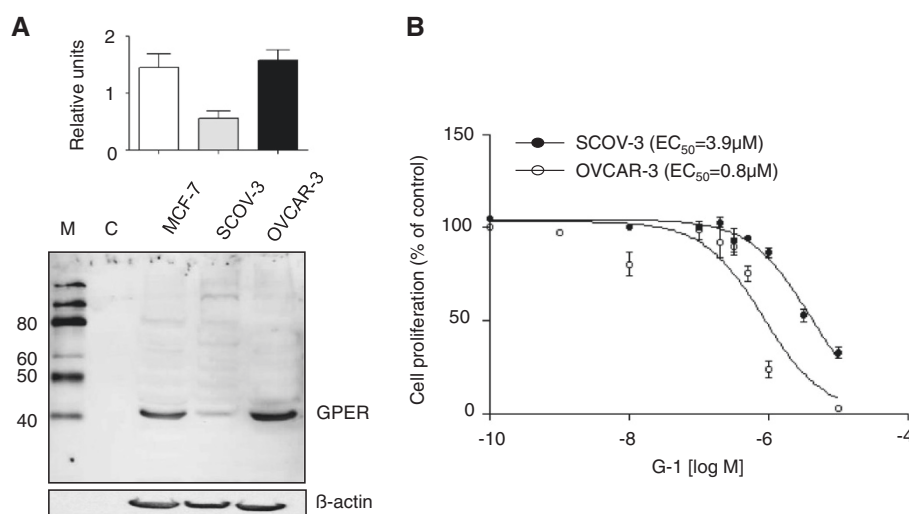 A
Relative units
2
1
0
M
C
MCF-7
SCOV-3
OVCAR-3
80
60
50
40
GPER
ß-actin
B
Cell proliferation (% of control)
150
100
50
0
SCOV-3 (EC50=3.9µM)
OVCAR-3 (EC50=0.8µM)
-10
-8
-6
-4
G-1 [log M]